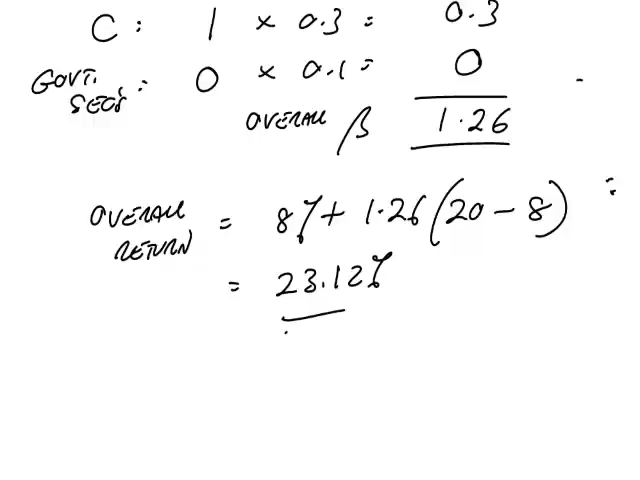 C: 1 × 0.3 = 0.3
GOVT. SECS: 0 × 0.1 = 0
OVERALL β 1.26
OVERALL RETURN = 8% + 1.26(20 - 8)
= 23.12%